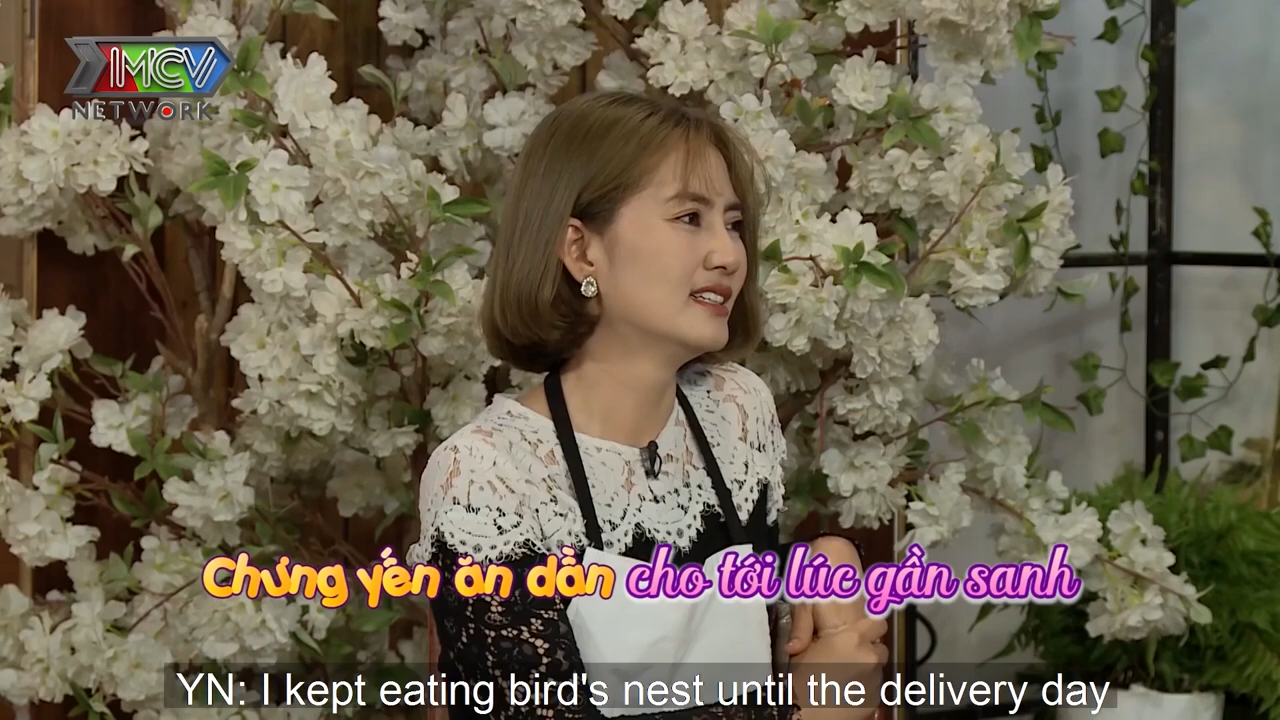 MCV
NETWORK
Chưng yến ăn dần cho tới lúc gần sanh
YN: I kept eating bird's nest until the delivery day